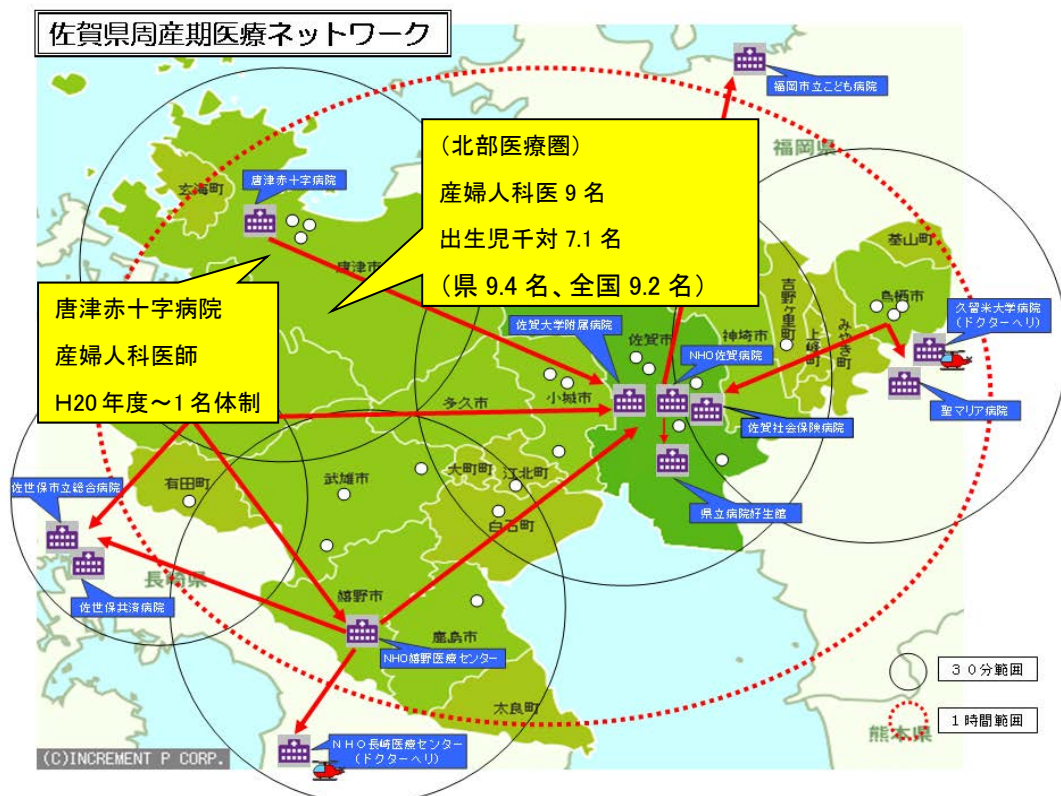 佐賀県周産期医療ネットワーク
福岡市立こども病院
福岡県
(北部医療圏)
産婦人科医 9 名
出生児千対 7.1 名
(県 9.4 名、全国 9.2 名)
玄海町
唐津赤十字病院
唐津市
唐津赤十字病院
産婦人科医師
H20 年度～1 名体制
基山町
鳥栖市
吉野ヶ里町
上峰町
みやき町
神埼市
久留米大学病院
(ドクターヘリ)
聖マリア病院
佐賀大学附属病院
佐賀市
NHO佐賀病院
佐賀社会保険病院
県立病院好生館
多久市
小城市
大町町
江北町
白石町
武雄市
有田町
佐世保市立総合病院
長崎県
佐世保共済病院
嬉野市
鹿島市
NHO嬉野医療センター
太良町
NHO長崎医療センター
(ドクターヘリ)
熊本県
30分範囲
1時間範囲
(C)INCREMENT P CORP.